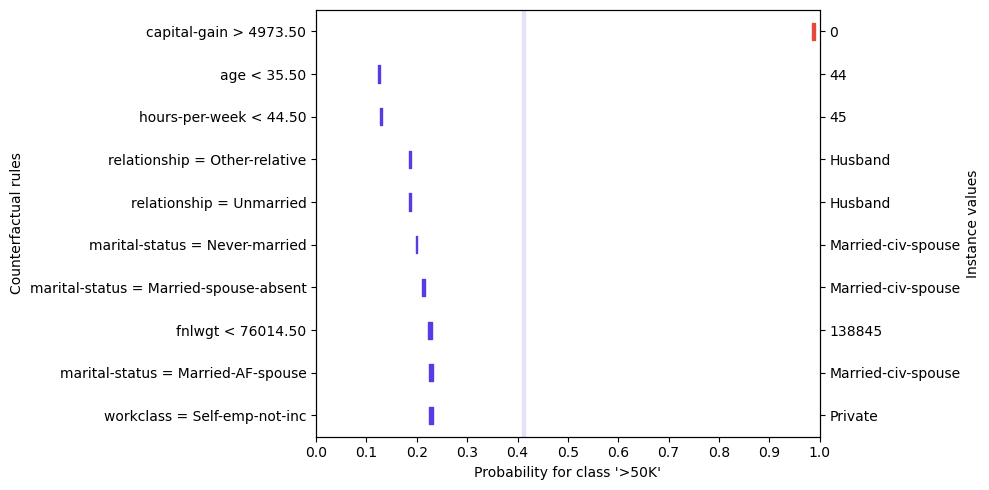 capital-gain > 4973.50 0
age < 35.50 44
hours-per-week < 44.50 45
relationship = Other-relative Husband
relationship = Unmarried Husband
marital-status = Never-married Married-civ-spouse
marital-status = Married-spouse-absent Married-civ-spouse
fnlwgt < 76014.50 138845
marital-status = Married-AF-spouse Married-civ-spouse
workclass = Self-emp-not-inc Private
Counterfactual rules
Instance values
0.0 0.1 0.2 0.3 0.4 0.5 0.6 0.7 0.8 0.9 1.0
Probability for class '>50K'